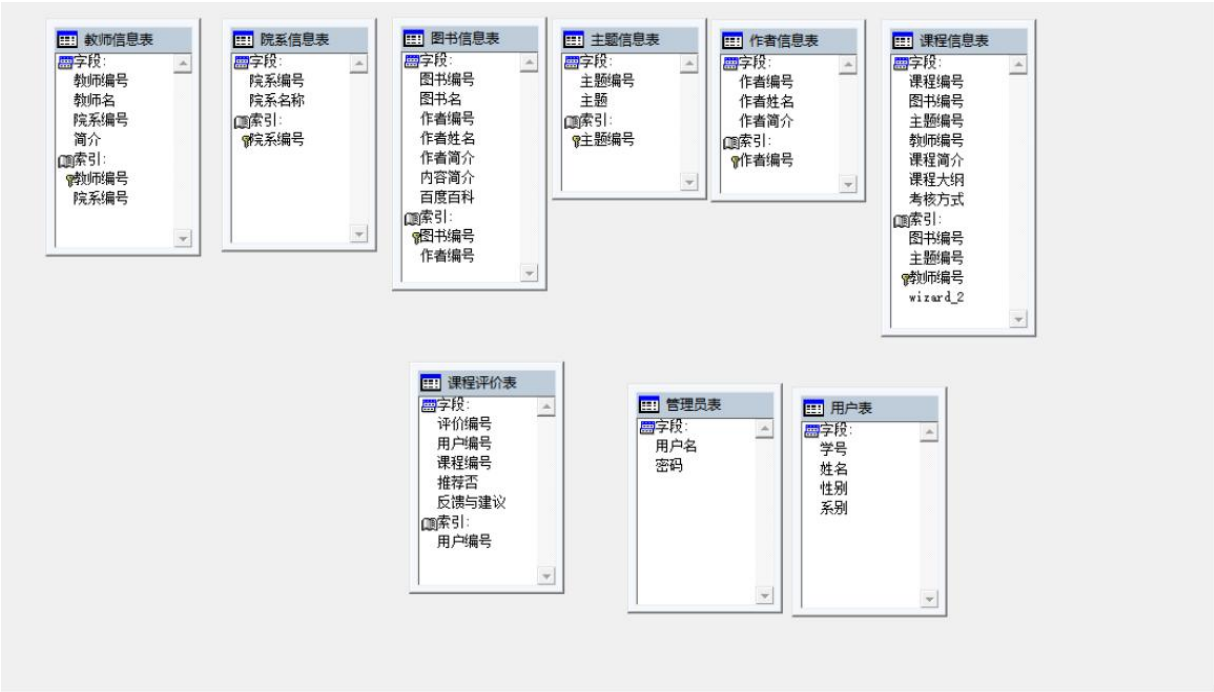 教师信息表
字段:
教师编号
教师名
院系编号
简介
索引:
教师编号
院系编号
院系信息表
字段:
院系编号
院系名称
索引:
院系编号
图书信息表
字段:
图书编号
图书名
作者编号
作者姓名
作者简介
内容简介
百度百科
索引:
图书编号
作者编号
主题信息表
字段:
主题编号
主题
索引:
主题编号
作者信息表
字段:
作者编号
作者姓名
作者简介
索引:
作者编号
课程信息表
字段:
课程编号
图书编号
主题编号
教师编号
课程简介
课程大纲
考核方式
索引:
图书编号
主题编号
教师编号
wizard_2
课程评价表
字段:
评价编号
用户编号
课程编号
推荐否
反馈与建议
索引:
用户编号
管理员表
字段:
用户名
密码
用户表
字段:
学号
姓名
性别
系别